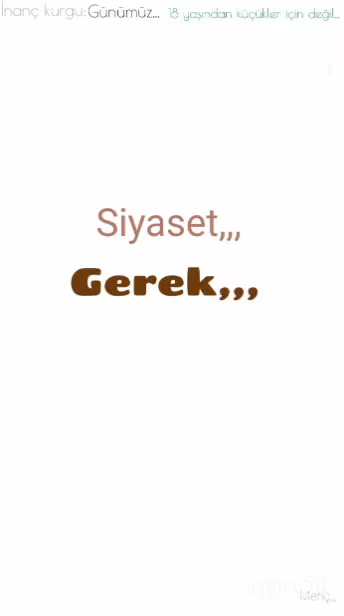 İnanç kurgu: Günümüz... 18 yaşından küçükler için değil...
Siyaset,,,
Gerek,,,
Meriç...